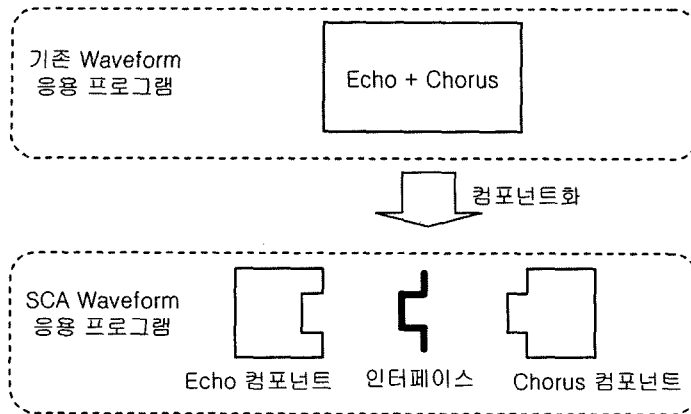 기존 Waveform
응용 프로그램
Echo + Chorus
컴포넌트화
SCA Waveform
응용 프로그램
Echo 컴포넌트
인터페이스
Chorus 컴포넌트